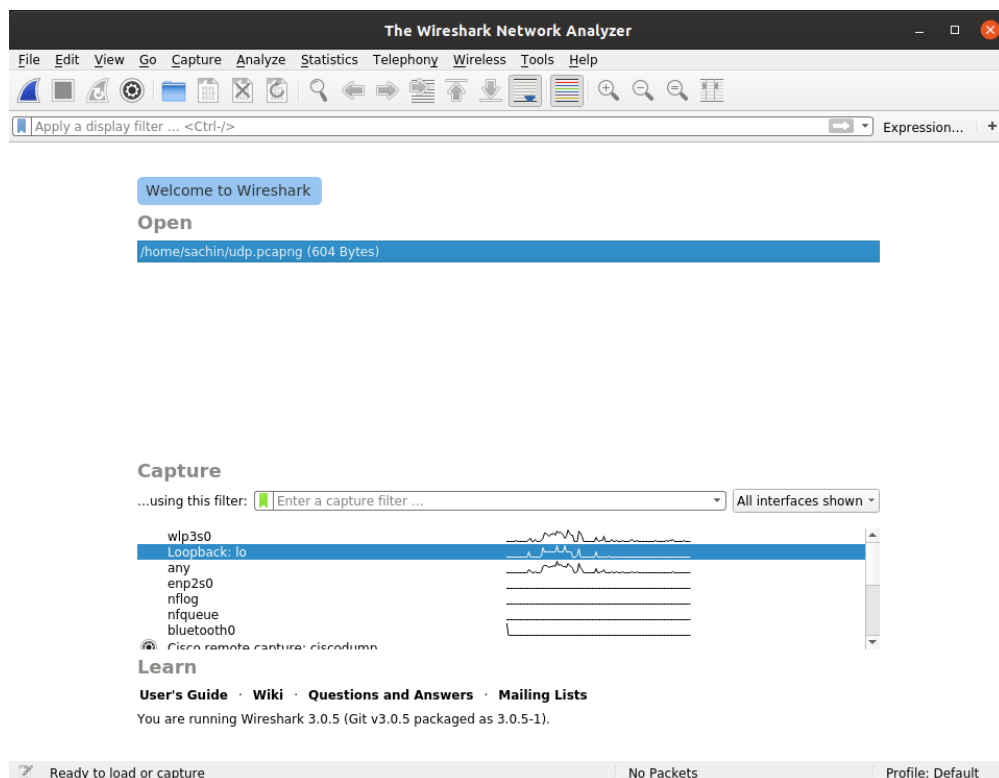 The Wireshark Network Analyzer
File Edit View Go Capture Analyze Statistics Telephony Wireless Tools Help
Apply a display filter ... <Ctrl-/> Expression... +
Welcome to Wireshark
Open
/home/sachin/udp.pcapng (604 Bytes)
Capture
...using this filter: Enter a capture filter ... All interfaces shown
wlp3s0
Loopback: lo
any
enp2s0
nflog
nfqueue
bluetooth0
Cisco remote capture: ciscodump
Learn
User's Guide · Wiki · Questions and Answers · Mailing Lists
You are running Wireshark 3.0.5 (Git v3.0.5 packaged as 3.0.5-1).
Ready to load or capture No Packets Profile: Default